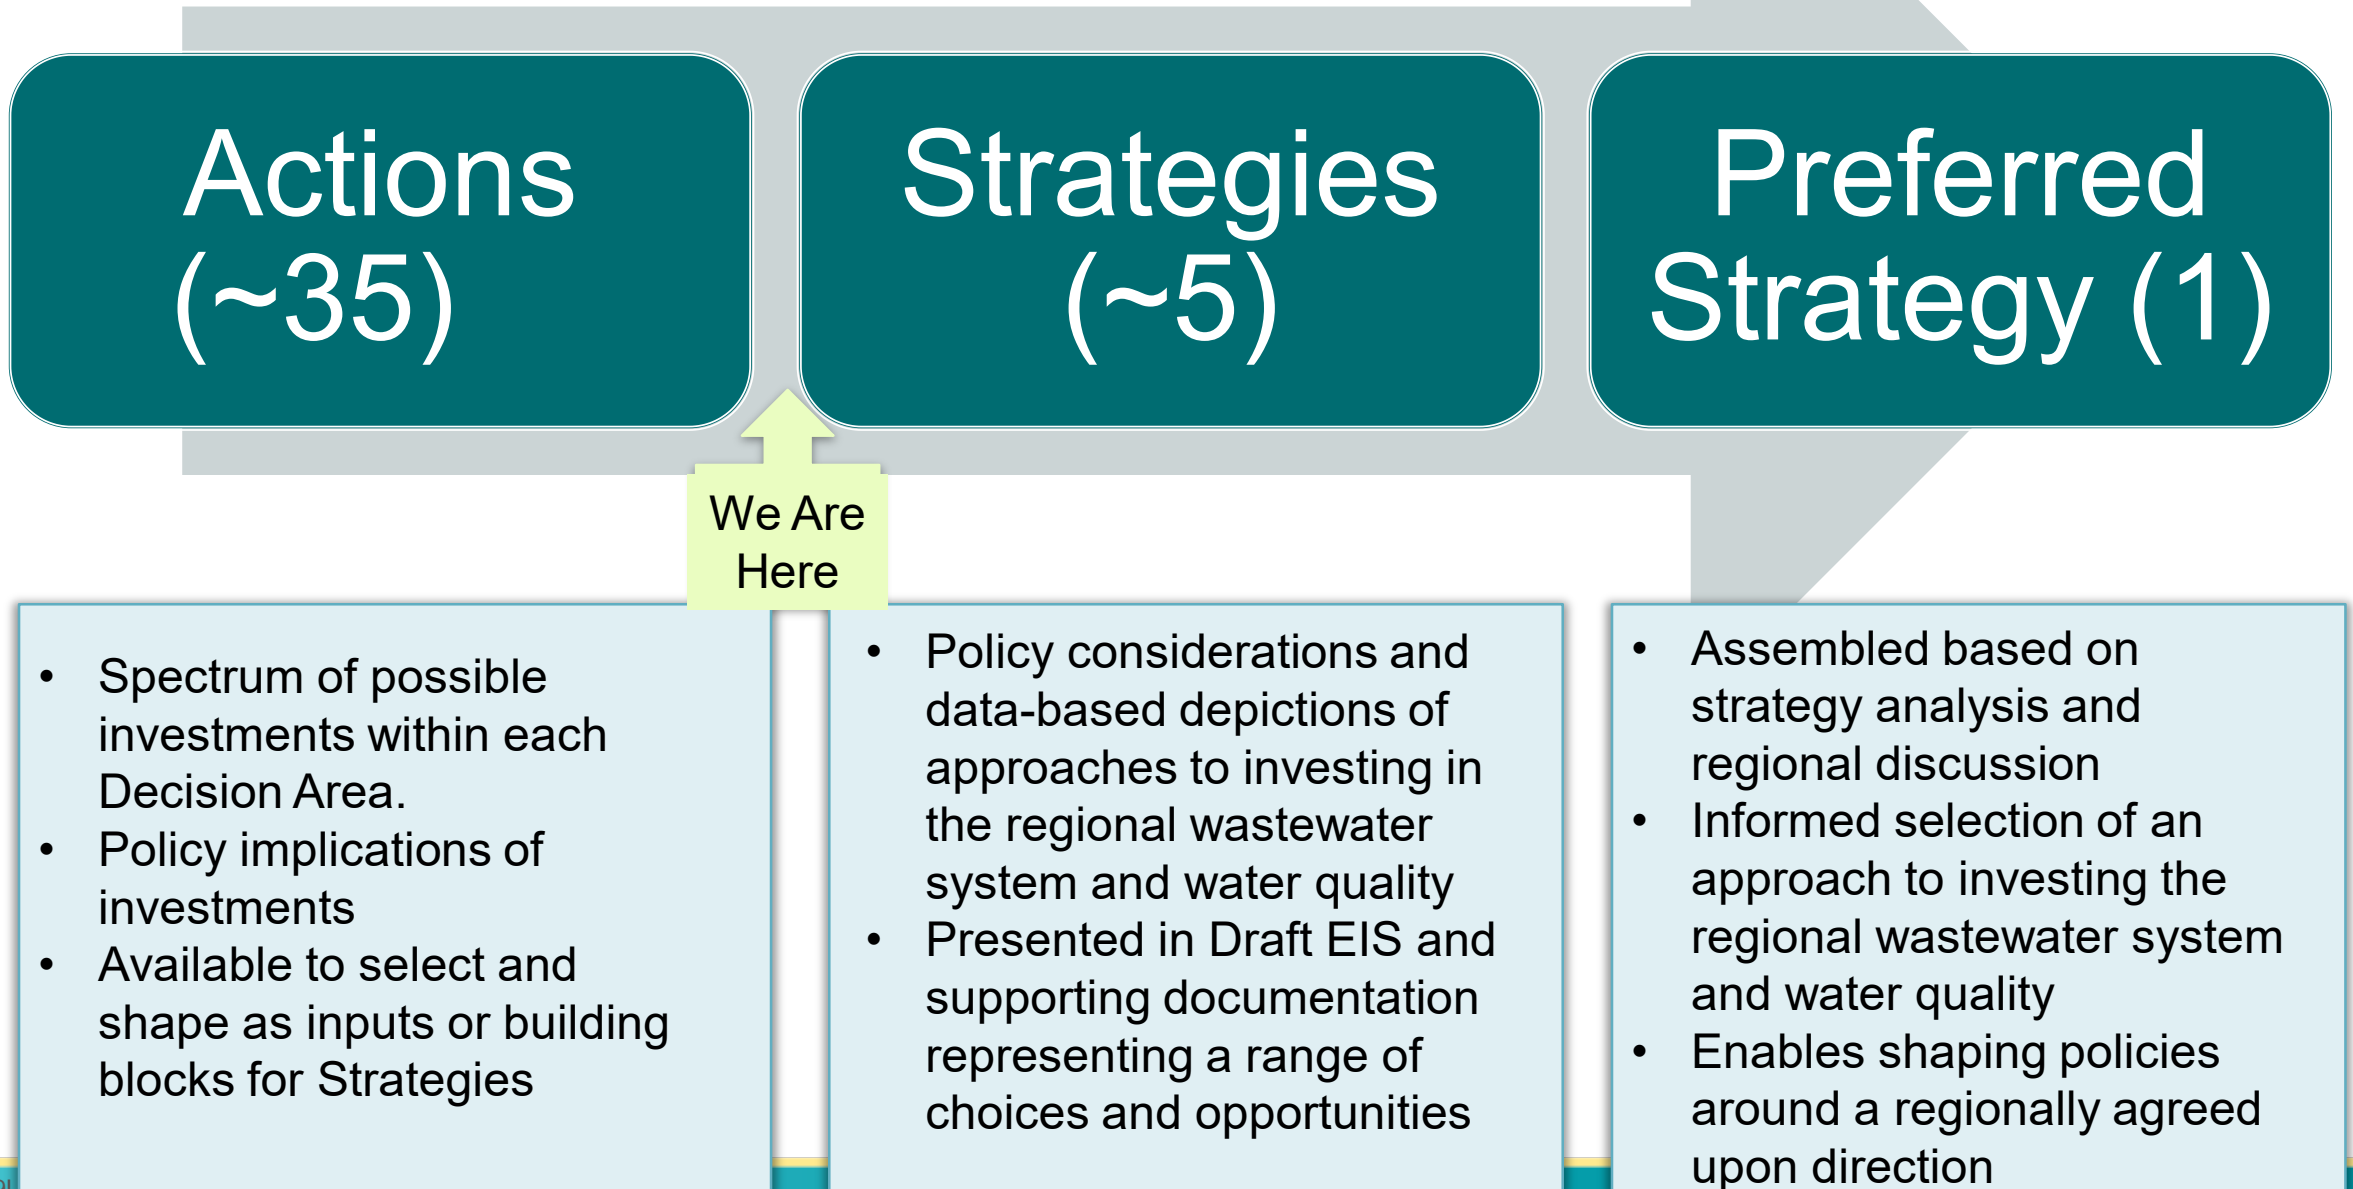 Actions
(~35)
Strategies
(~5)
Preferred
Strategy (1)
We Are
Here
• Spectrum of possible
investments within each
Decision Area.
• Policy implications of
investments
• Available to select and
shape as inputs or building
blocks for Strategies
• Policy considerations and
data-based depictions of
approaches to investing in
the regional wastewater
system and water quality
• Presented in Draft EIS and
supporting documentation
representing a range of
choices and opportunities
• Assembled based on
strategy analysis and
regional discussion
• Informed selection of an
approach to investing the
regional wastewater system
and water quality
• Enables shaping policies
around a regionally agreed
upon direction